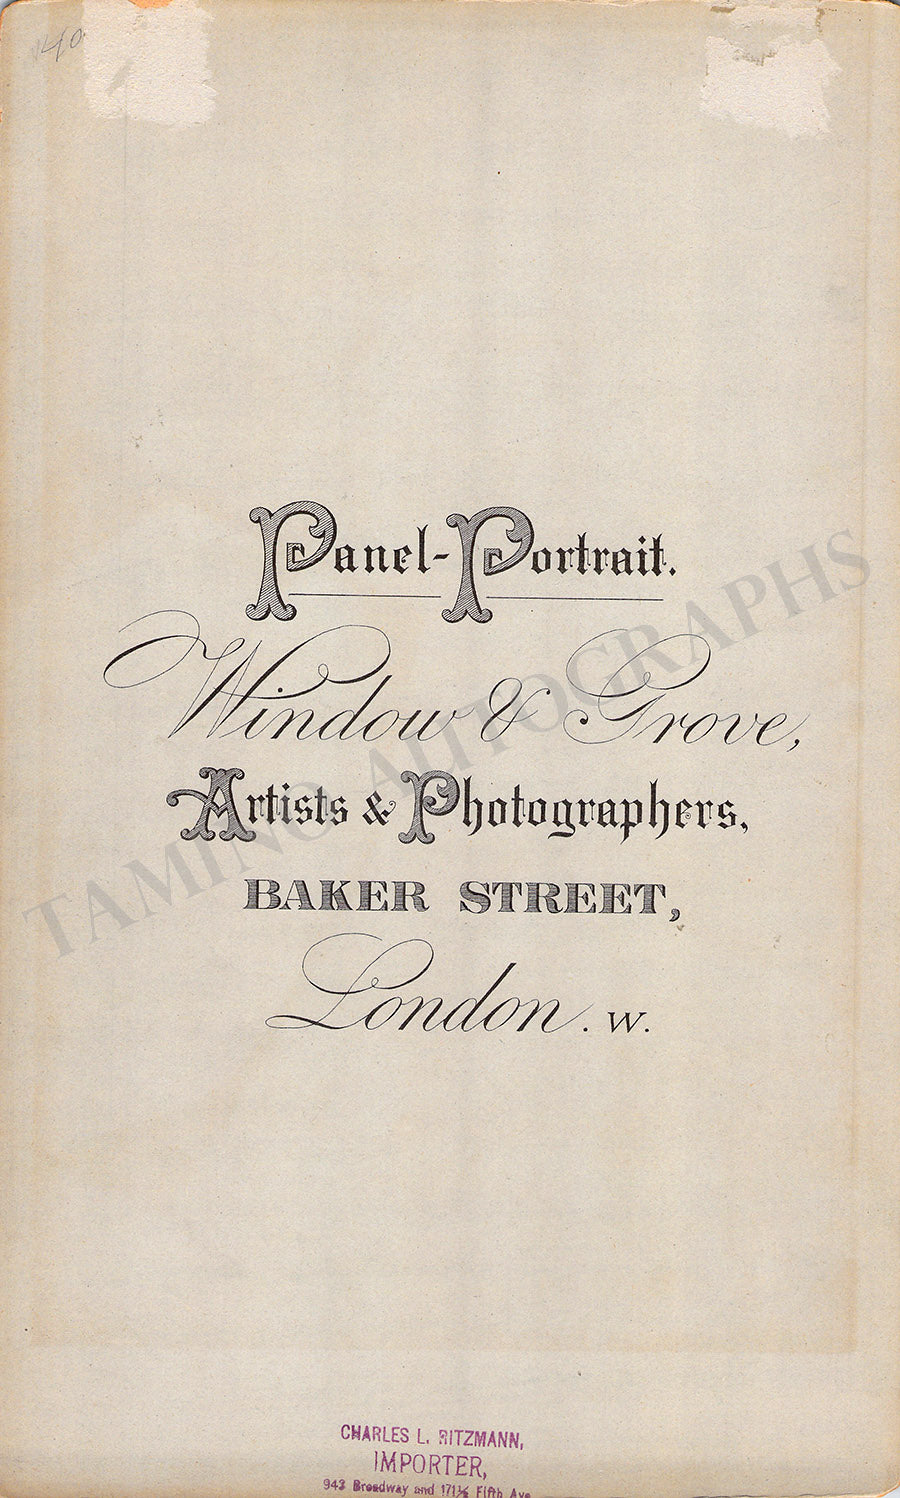 140
Panel-Portrait.
Window & Grove,
Artists & Photographers,
BAKER STREET,
London. W.
TAMINO AUTOGRAPHS
CHARLES L. RITZMANN,
IMPORTER,
943 Broadway and 171½ Fifth Ave